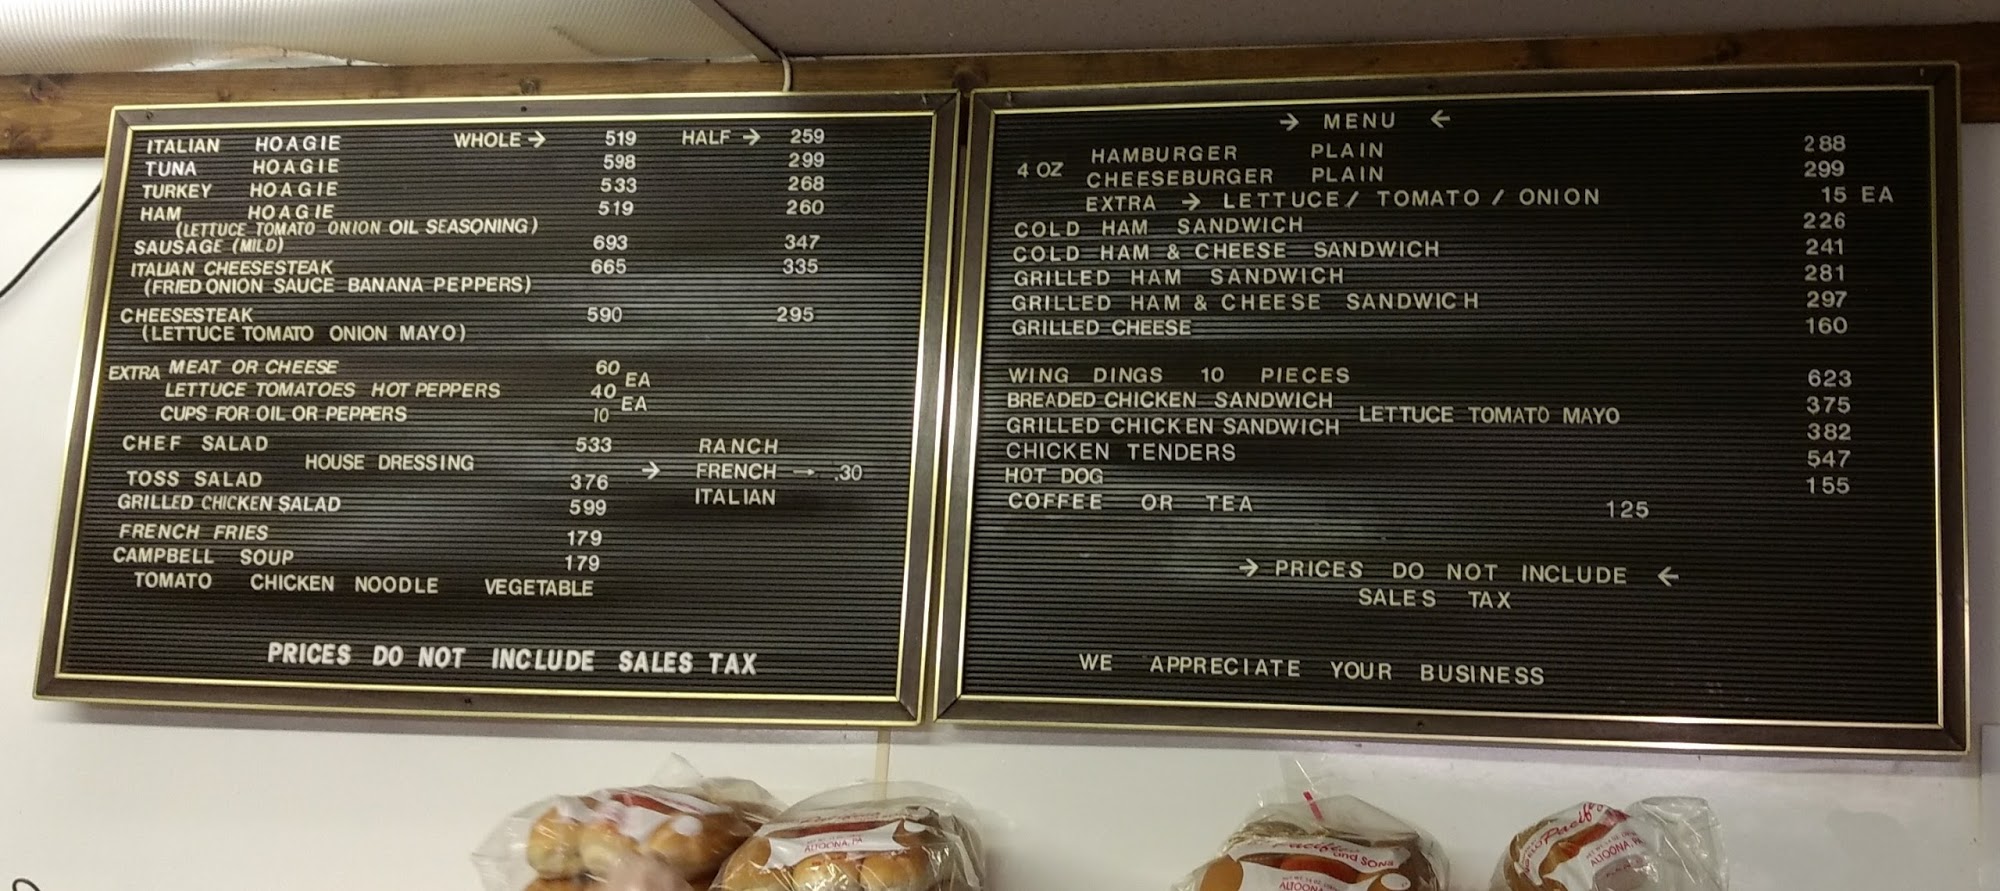 ITALIAN HOAGIE WHOLE → 519 HALF → 259
TUNA HOAGIE 598 299
TURKEY HOAGIE 533 268
HAM HOAGIE 519 260
(LETTUCE TOMATO ONION OIL SEASONING)
SAUSAGE (MILD) 693 347
ITALIAN CHEESESTEAK 665 335
(FRIED ONION SAUCE BANANA PEPPERS)
CHEESESTEAK 590 295
(LETTUCE TOMATO ONION MAYO)
EXTRA MEAT OR CHEESE 60 EA
LETTUCE TOMATOES HOT PEPPERS 40 EA
CUPS FOR OIL OR PEPPERS 10
CHEF SALAD 533 RANCH
HOUSE DRESSING → FRENCH → .30
TOSS SALAD 376 ITALIAN
GRILLED CHICKEN SALAD 599
FRENCH FRIES 179
CAMPBELL SOUP 179
TOMATO CHICKEN NOODLE VEGETABLE
PRICES DO NOT INCLUDE SALES TAX
→ MENU ←
4 OZ HAMBURGER PLAIN 288
CHEESEBURGER PLAIN 299
EXTRA → LETTUCE / TOMATO / ONION 15 EA
COLD HAM SANDWICH 226
COLD HAM & CHEESE SANDWICH 241
GRILLED HAM SANDWICH 281
GRILLED HAM & CHEESE SANDWICH 297
GRILLED CHEESE 160
WING DINGS 10 PIECES 623
BREADED CHICKEN SANDWICH 375
LETTUCE TOMATO MAYO
GRILLED CHICKEN SANDWICH 382
CHICKEN TENDERS 547
HOT DOG 155
COFFEE OR TEA 125
→ PRICES DO NOT INCLUDE ←
SALES TAX
WE APPRECIATE YOUR BUSINESS
ALTOONA, PA
and SONS
ALTOONA
ALTOONA, PA